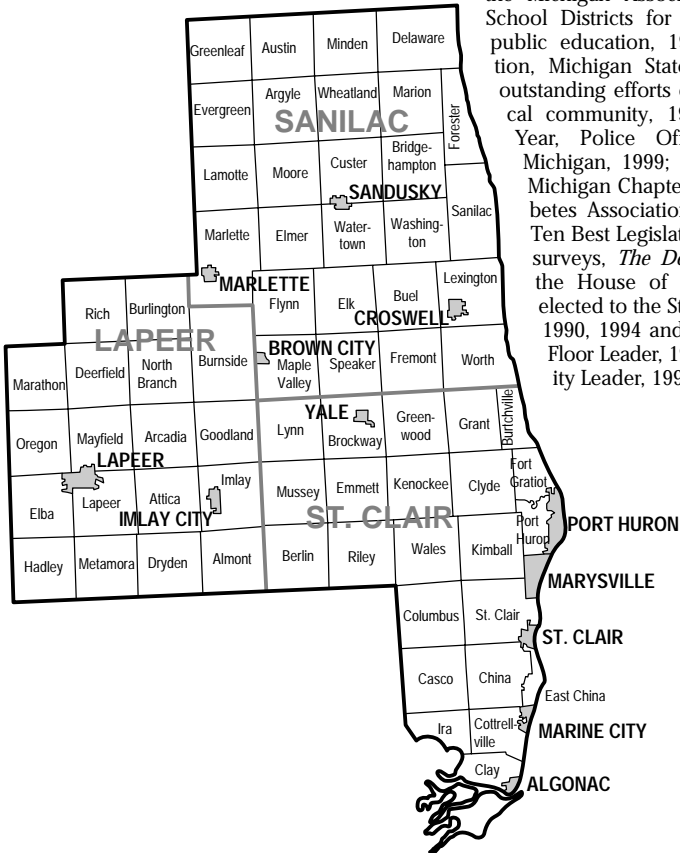 the Michigan Associ
School Districts for
public education, 19
tion, Michigan State
outstanding efforts o
cal community, 19
Year, Police Off
Michigan, 1999;
Michigan Chapte
betes Association
Ten Best Legislat
surveys, The De
the House of
elected to the St
1990, 1994 and
Floor Leader, 19
ity Leader, 199
Greenleaf Austin Minden Delaware
Evergreen Argyle Wheatland Marion Forester
SANILAC
Lamotte Moore Custer Bridge-
hampton
SANDUSKY
Marlette Elmer Water-
town Washing-
ton Sanilac
MARLETTE
Flynn Elk Buel Lexington
CROSWELL
Rich Burlington
LAPEER
BROWN CITY
Marathon Deerfield North
Branch Burnside Maple
Valley Speaker Fremont Worth
YALE
Oregon Mayfield Arcadia Goodland Lynn Brockway Green-
wood Grant Burtchville
LAPEER
Elba Lapeer Attica Imlay Mussey Emmett Kenockee Clyde Fort
Gratiot
IMLAY CITY
ST. CLAIR
Port
Huron
PORT HURON
Hadley Metamora Dryden Almont Berlin Riley Wales Kimball
MARYSVILLE
Columbus St. Clair
ST. CLAIR
Casco China
East China
Ira Cottrell-
ville
MARINE CITY
Clay
ALGONAC